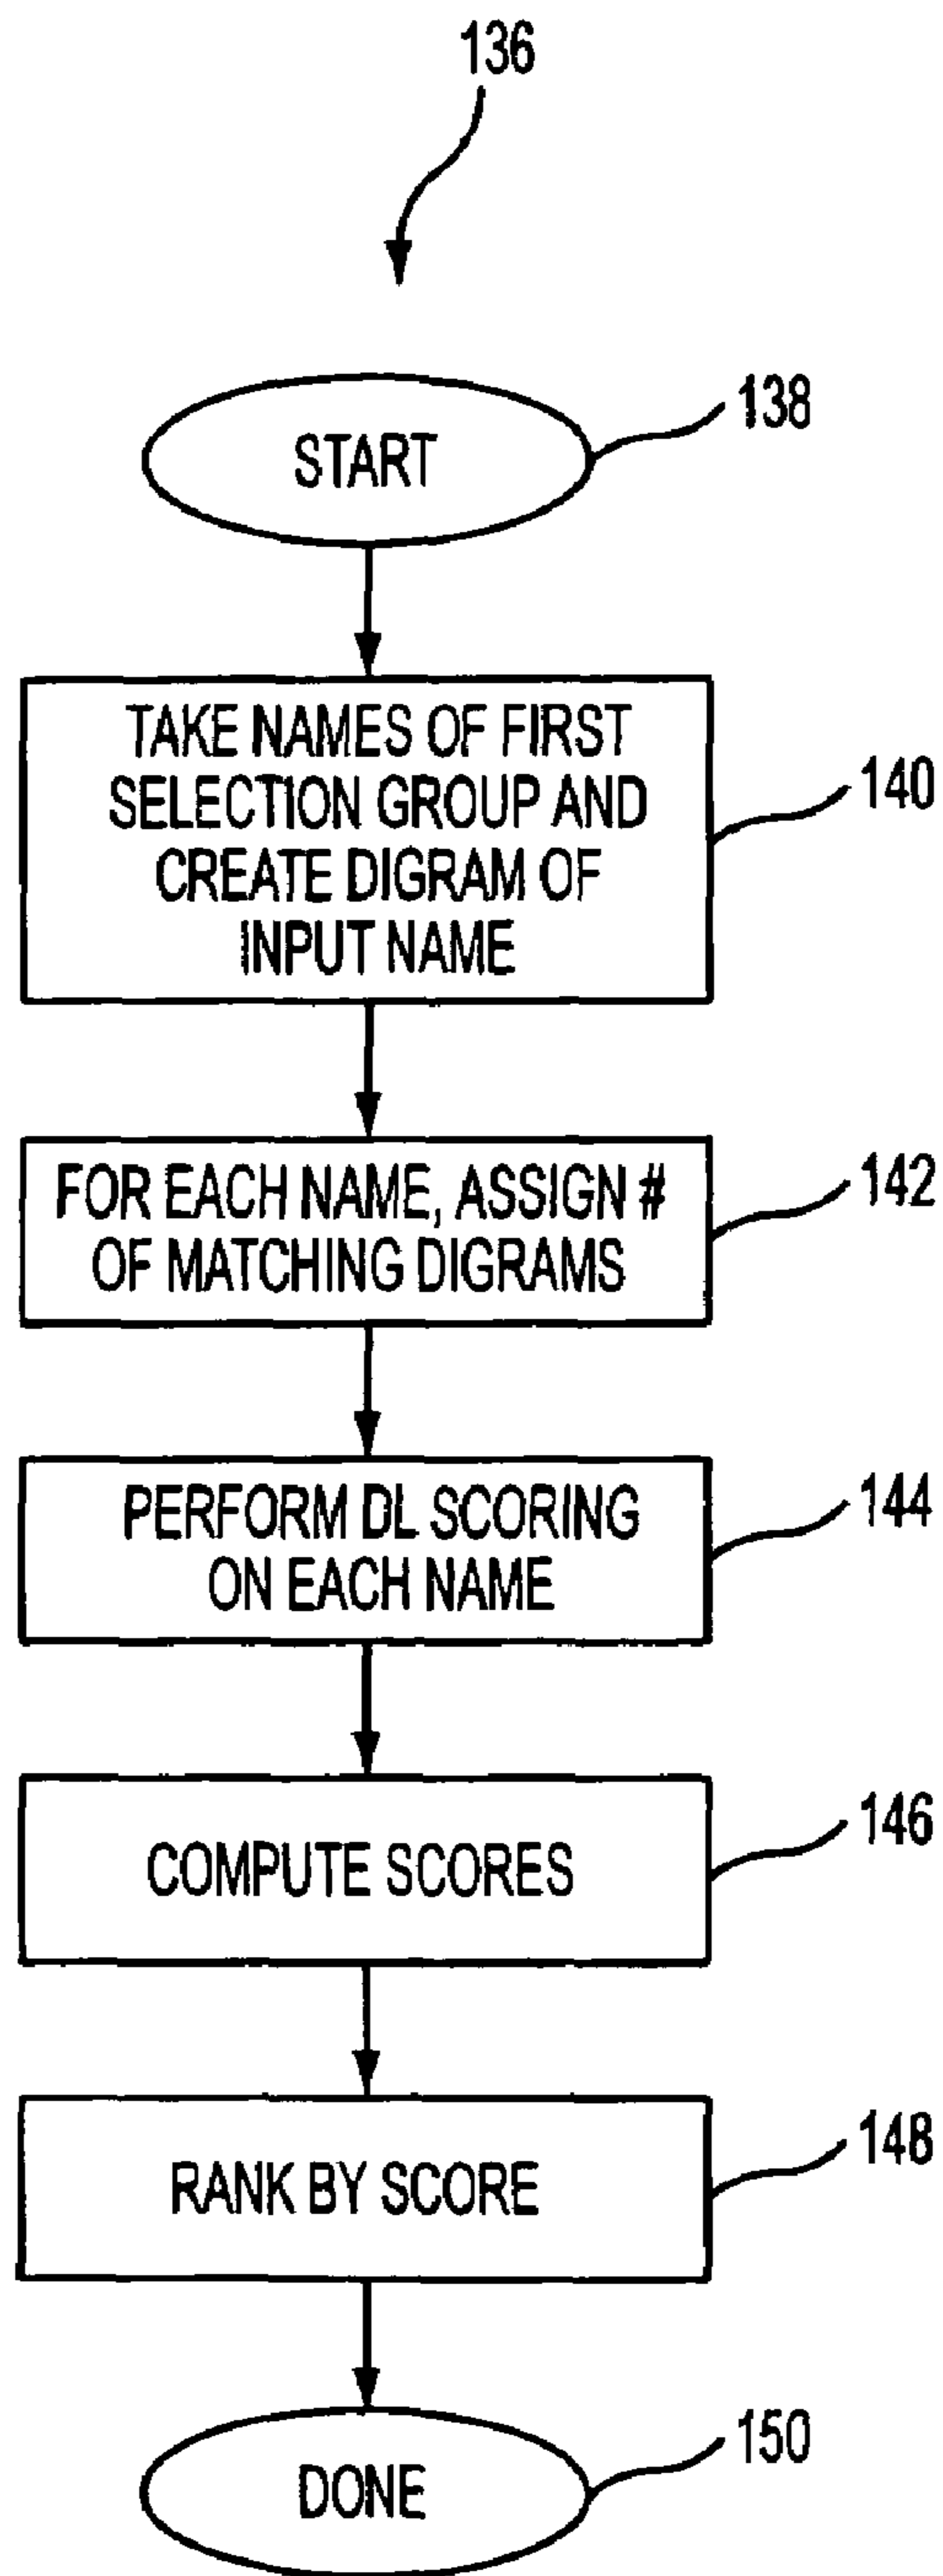 136
START
138
TAKE NAMES OF FIRST
SELECTION GROUP AND
CREATE DIGRAM OF
INPUT NAME
140
FOR EACH NAME, ASSIGN #
OF MATCHING DIGRAMS
142
PERFORM DL SCORING
ON EACH NAME
144
COMPUTE SCORES
146
RANK BY SCORE
148
DONE
150